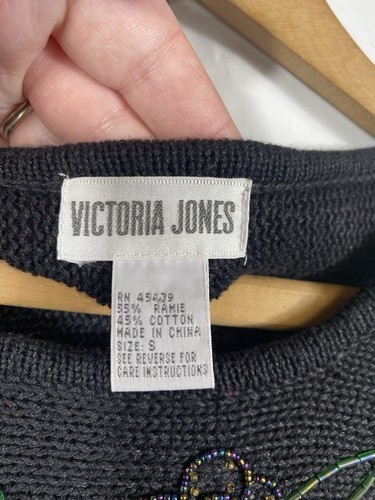 VICTORIA JONES
RN 45479
55% RAMIE
45% COTTON
MADE IN CHINA
SIZE: S
SEE REVERSE FOR
CARE INSTRUCTIONS